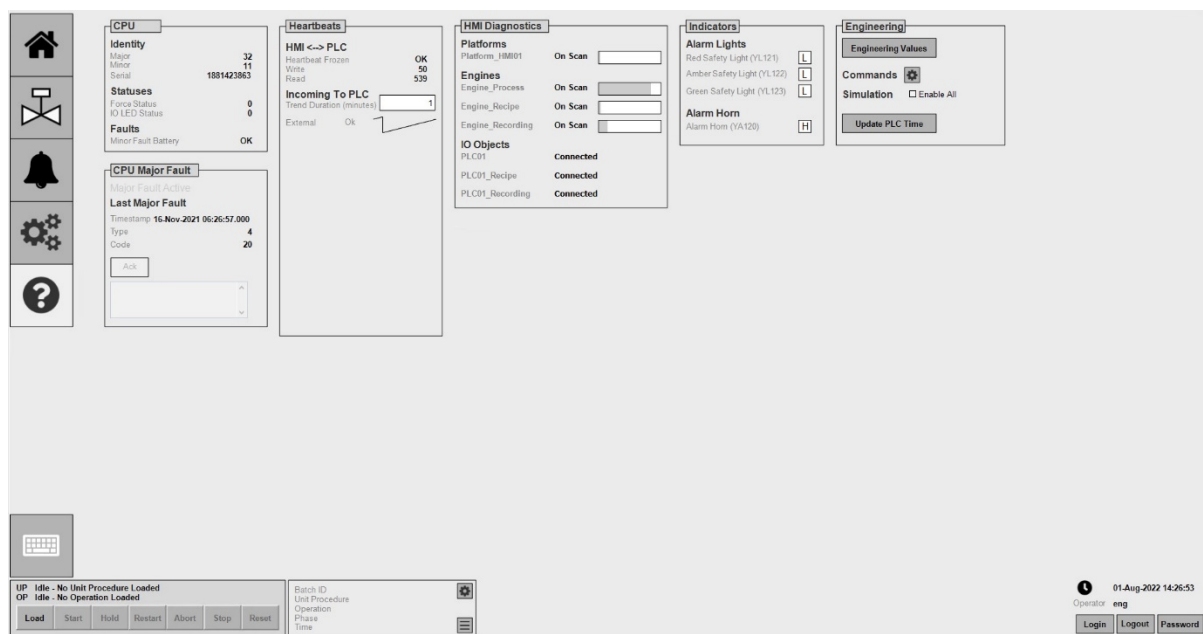 CPU
Identity
Major 32
Minor 11
Serial 1881423863
Statuses
Force Status 0
IO LED Status 0
Faults
Minor Fault Battery OK
CPU Major Fault
Major Fault Active
Last Major Fault
Timestamp 16-Nov-2021 06:26:57.000
Type 4
Code 20
Ack
Heartbeats
HMI <--> PLC
Heartbeat Frozen OK
Write 50
Read 539
Incoming To PLC
Trend Duration (minutes) 1
External Ok
HMI Diagnostics
Platforms
Platform_HMI01 On Scan
Engines
Engine_Process On Scan
Engine_Recipe On Scan
Engine_Recording On Scan
IO Objects
PLC01 Connected
PLC01_Recipe Connected
PLC01_Recording Connected
Indicators
Alarm Lights
Red Safety Light (YL121) L
Amber Safety Light (YL122) L
Green Safety Light (YL123) L
Alarm Horn
Alarm Horn (YA120) H
Engineering
Engineering Values
Commands
Simulation Enable All
Update PLC Time
UP Idle - No Unit Procedure Loaded
OP Idle - No Operation Loaded
Load Start Hold Restart Abort Stop Reset
Batch ID
Unit Procedure
Operation
Phase
Time
01-Aug-2022 14:26:53
Operator eng
Login Logout Password